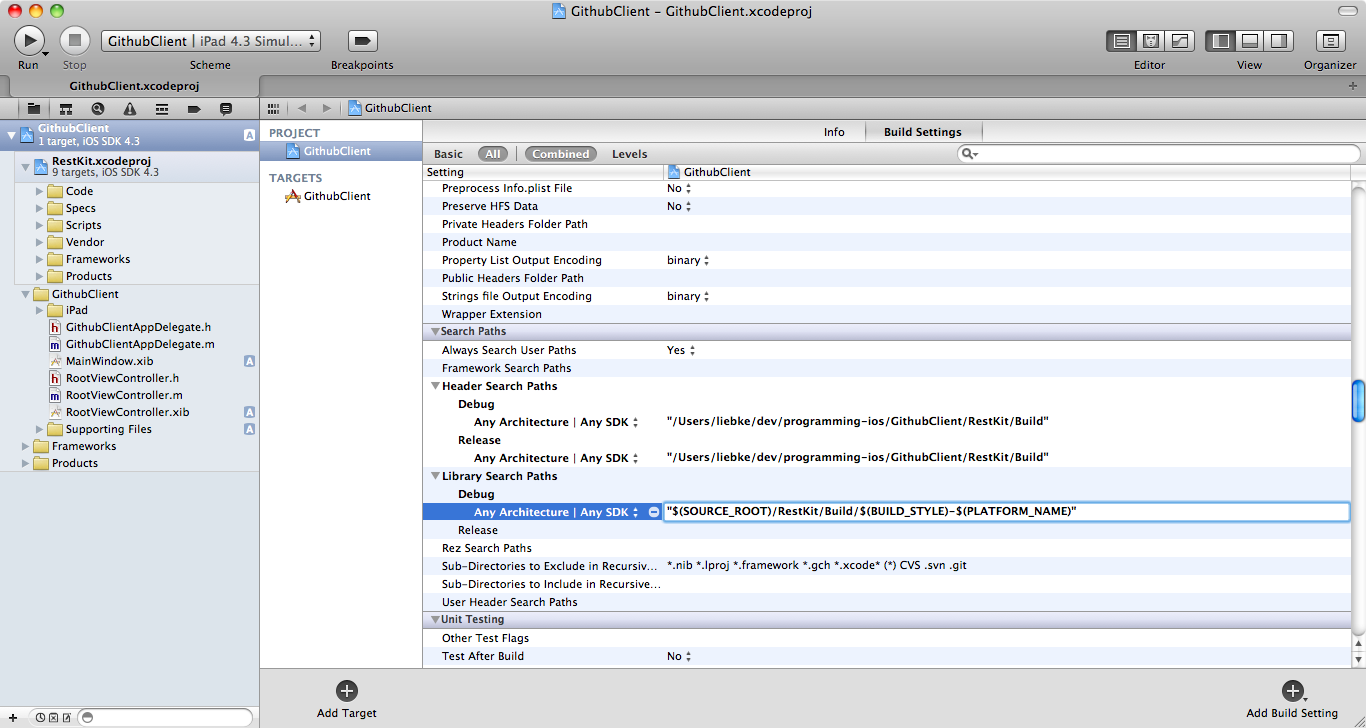 GithubClient – GithubClient.xcodeproj
GithubClient | iPad 4.3 Simul...
Run
Stop
Scheme
Breakpoints
Editor
View
Organizer
GithubClient.xcodeproj
GithubClient
1 target, iOS SDK 4.3
A
RestKit.xcodeproj
9 targets, iOS SDK 4.3
Code
Specs
Scripts
Vendor
Frameworks
Products
GithubClient
iPad
h GithubClientAppDelegate.h
m GithubClientAppDelegate.m
MainWindow.xib A
h RootViewController.h
m RootViewController.m
RootViewController.xib A
Supporting Files A
Frameworks
Products
GithubClient
PROJECT
GithubClient
TARGETS
GithubClient
Info Build Settings
Basic All Combined Levels
Setting GithubClient
Preprocess Info.plist File No
Preserve HFS Data No
Private Headers Folder Path
Product Name
Property List Output Encoding binary
Public Headers Folder Path
Strings file Output Encoding binary
Wrapper Extension
Search Paths
Always Search User Paths Yes
Framework Search Paths
Header Search Paths
Debug
Any Architecture | Any SDK "/Users/liebke/dev/programming-ios/GithubClient/RestKit/Build"
Release
Any Architecture | Any SDK "/Users/liebke/dev/programming-ios/GithubClient/RestKit/Build"
Library Search Paths
Debug
Any Architecture | Any SDK "$(SOURCE_ROOT)/RestKit/Build/$(BUILD_STYLE)-$(PLATFORM_NAME)"
Release
Rez Search Paths
Sub-Directories to Exclude in Recursiv... *.nib *.lproj *.framework *.gch *.xcode* (*) CVS .svn .git
Sub-Directories to Include in Recursive...
User Header Search Paths
Unit Testing
Other Test Flags
Test After Build No
Add Target
Add Build Setting